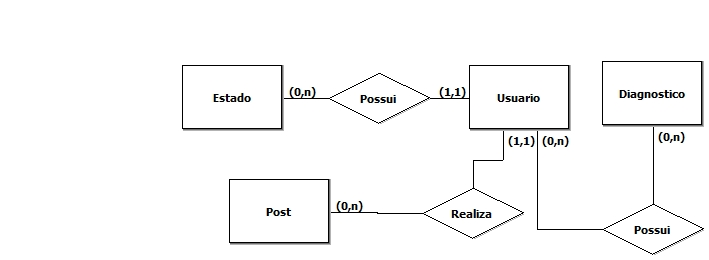 Estado
(0,n)
Possui
(1,1)
Usuario
Diagnostico
(1,1)
(0,n)
(0,n)
Post
(0,n)
Realiza
Possui